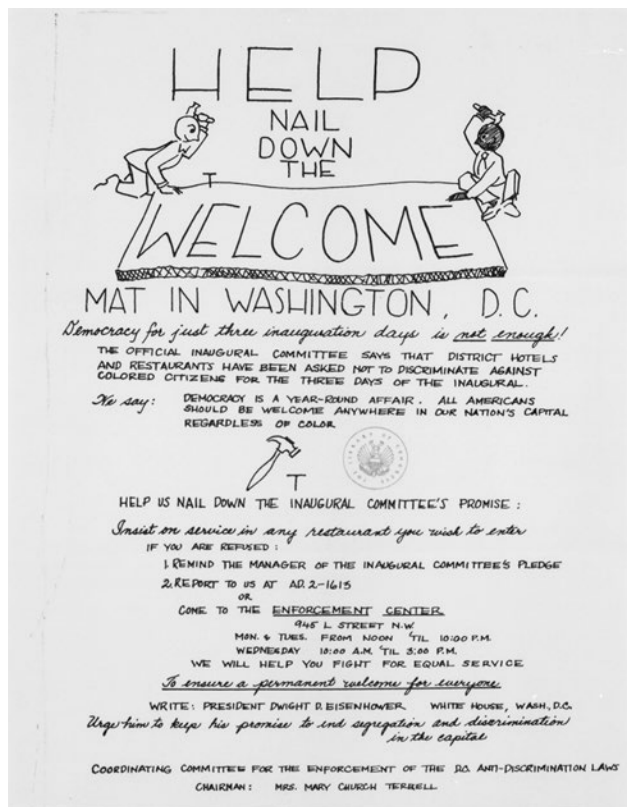 HELP
NAIL
DOWN
THE
WELCOME
MAT IN WASHINGTON, D.C.
Democracy for just three inauguration days is not enough!
THE OFFICIAL INAUGURAL COMMITTEE SAYS THAT DISTRICT HOTELS
AND RESTAURANTS HAVE BEEN ASKED NOT TO DISCRIMINATE AGAINST
COLORED CITIZENS FOR THE THREE DAYS OF THE INAUGURAL.
We say: DEMOCRACY IS A YEAR-ROUND AFFAIR. ALL AMERICANS
SHOULD BE WELCOME ANYWHERE IN OUR NATION'S CAPITAL
REGARDLESS OF COLOR
THE LIBRARY OF CONGRESS
HELP US NAIL DOWN THE INAUGURAL COMMITTEE'S PROMISE:
Insist on service in any restaurant you wish to enter
IF YOU ARE REFUSED:
1. REMIND THE MANAGER OF THE INAUGURAL COMMITTEE'S PLEDGE
2. REPORT TO US AT AD. 2-1615
OR
COME TO THE ENFORCEMENT CENTER
945 L STREET N.W.
MON. & TUES. FROM NOON 'TIL 10:00 P.M.
WEDNESDAY 10:00 A.M. 'TIL 3:00 P.M.
WE WILL HELP YOU FIGHT FOR EQUAL SERVICE
To ensure a permanent welcome for everyone
WRITE: PRESIDENT DWIGHT D. EISENHOWER WHITE HOUSE, WASH., D.C.
Urge him to keep his promise to end segregation and discrimination
in the capital
COORDINATING COMMITTEE FOR THE ENFORCEMENT OF THE D.C. ANTI-DISCRIMINATION LAWS
CHAIRMAN: MRS. MARY CHURCH TERRELL